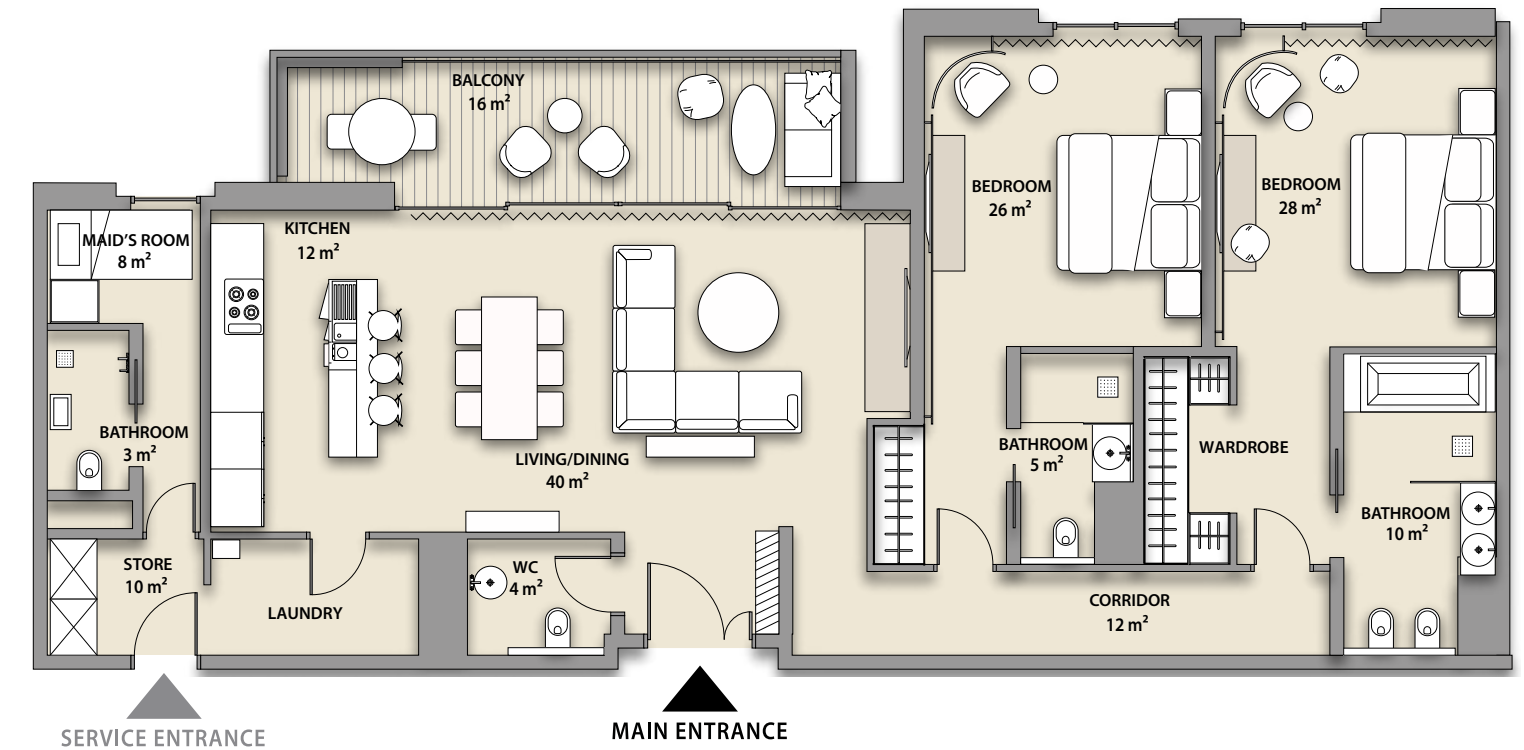 BALCONY
16 m²
KITCHEN
12 m²
MAID'S ROOM
8 m²
BEDROOM
26 m²
BEDROOM
28 m²
BATHROOM
3 m²
LIVING/DINING
40 m²
BATHROOM
5 m²
WARDROBE
BATHROOM
10 m²
STORE
10 m²
LAUNDRY
WC
4 m²
CORRIDOR
12 m²
SERVICE ENTRANCE
MAIN ENTRANCE